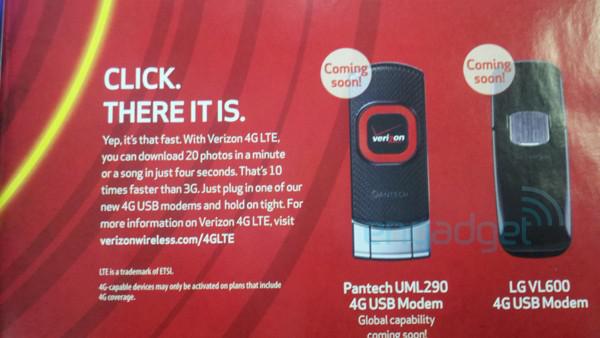 CLICK.
THERE IT IS.
Yep, it's that fast. With Verizon 4G LTE,
you can download 20 photos in a minute
or a song in just four seconds. That's 10
times faster than 3G. Just plug in one of our
new 4G USB modems and hold on tight. For
more information on Verizon 4G LTE, visit
verizonwireless.com/4GLTE
LTE is a trademark of ETSI.
4G-capable devices may only be activated on plans that include
4G coverage.
Coming
soon!
verizon
PANTECH
Pantech UML290
4G USB Modem
Global capability
coming soon!
Coming
soon!
LG VL600
4G USB Modem
engadget